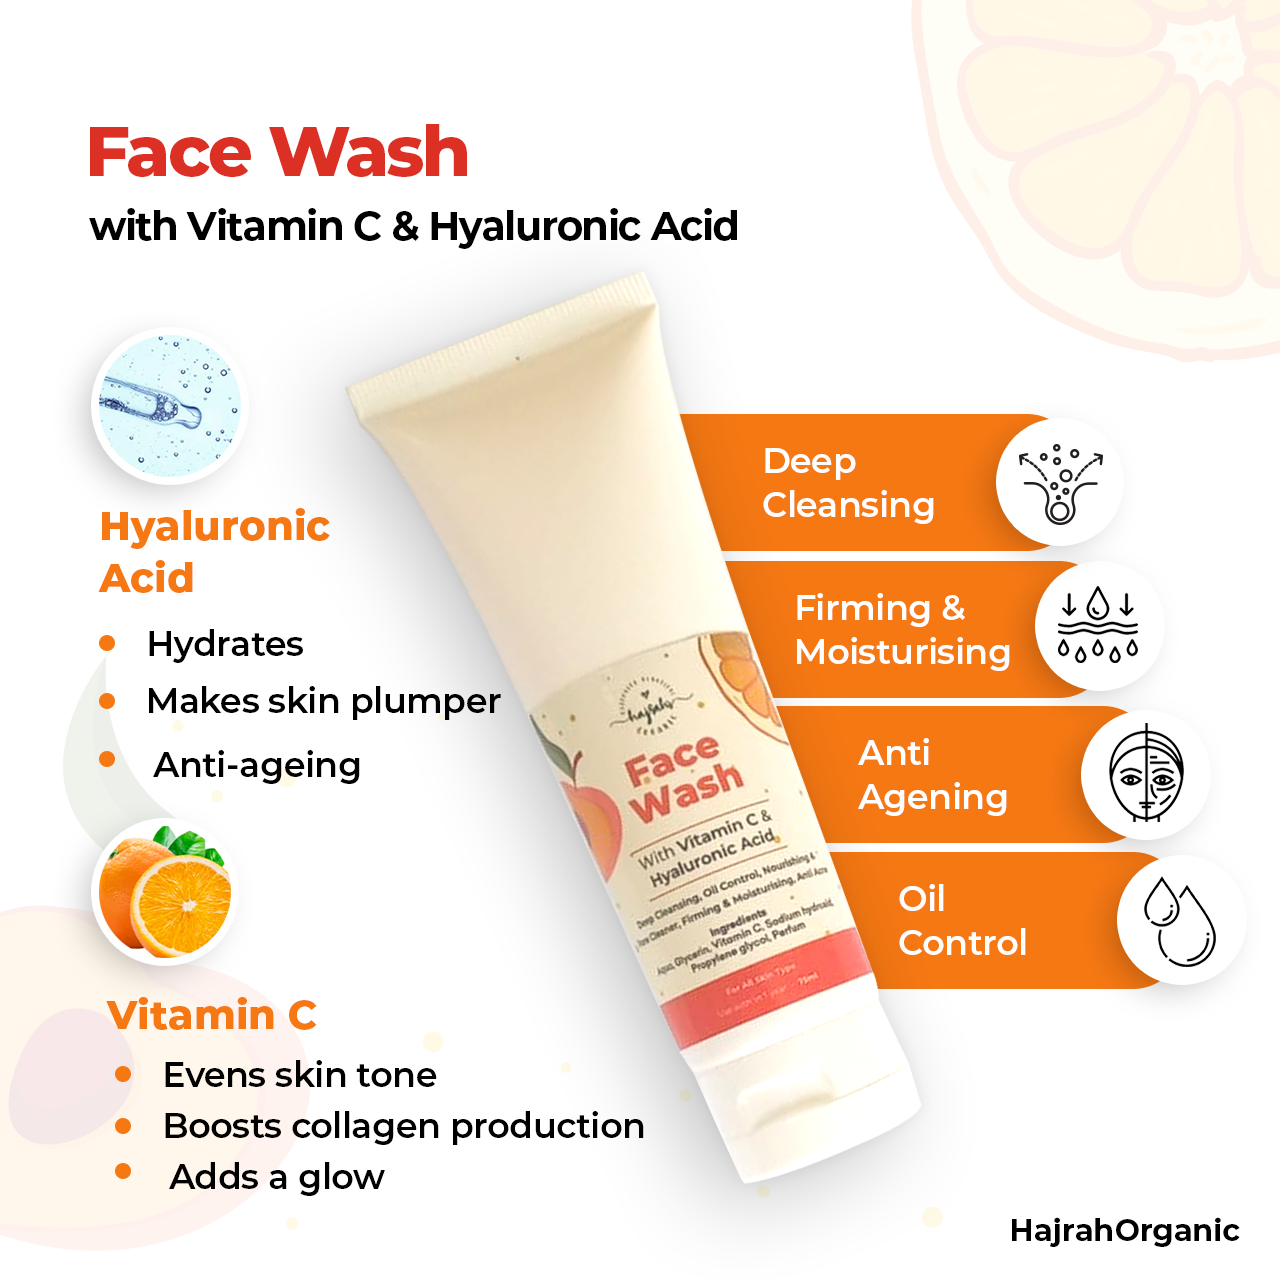 Face Wash
with Vitamin C & Hyaluronic Acid
Hyaluronic
Acid
Hydrates
Makes skin plumper
Anti-ageing
Vitamin C
Evens skin tone
Boosts collagen production
Adds a glow
Deep
Cleansing
Firming &
Moisturising
Anti
Agening
Oil
Control
hajrah
ORGANIC
Face
Wash
With Vitamin C &
Hyaluronic Acid
Deep Cleansing, Oil Control, Nourishing &
Pore Cleaner, Firming & Moisturising, Anti Acne
Ingredients
Aqua, Glycerin, Vitamin C, Sodium
Propylene glycol, Parfum
For All Skin Type
75ml
HajrahOrganic